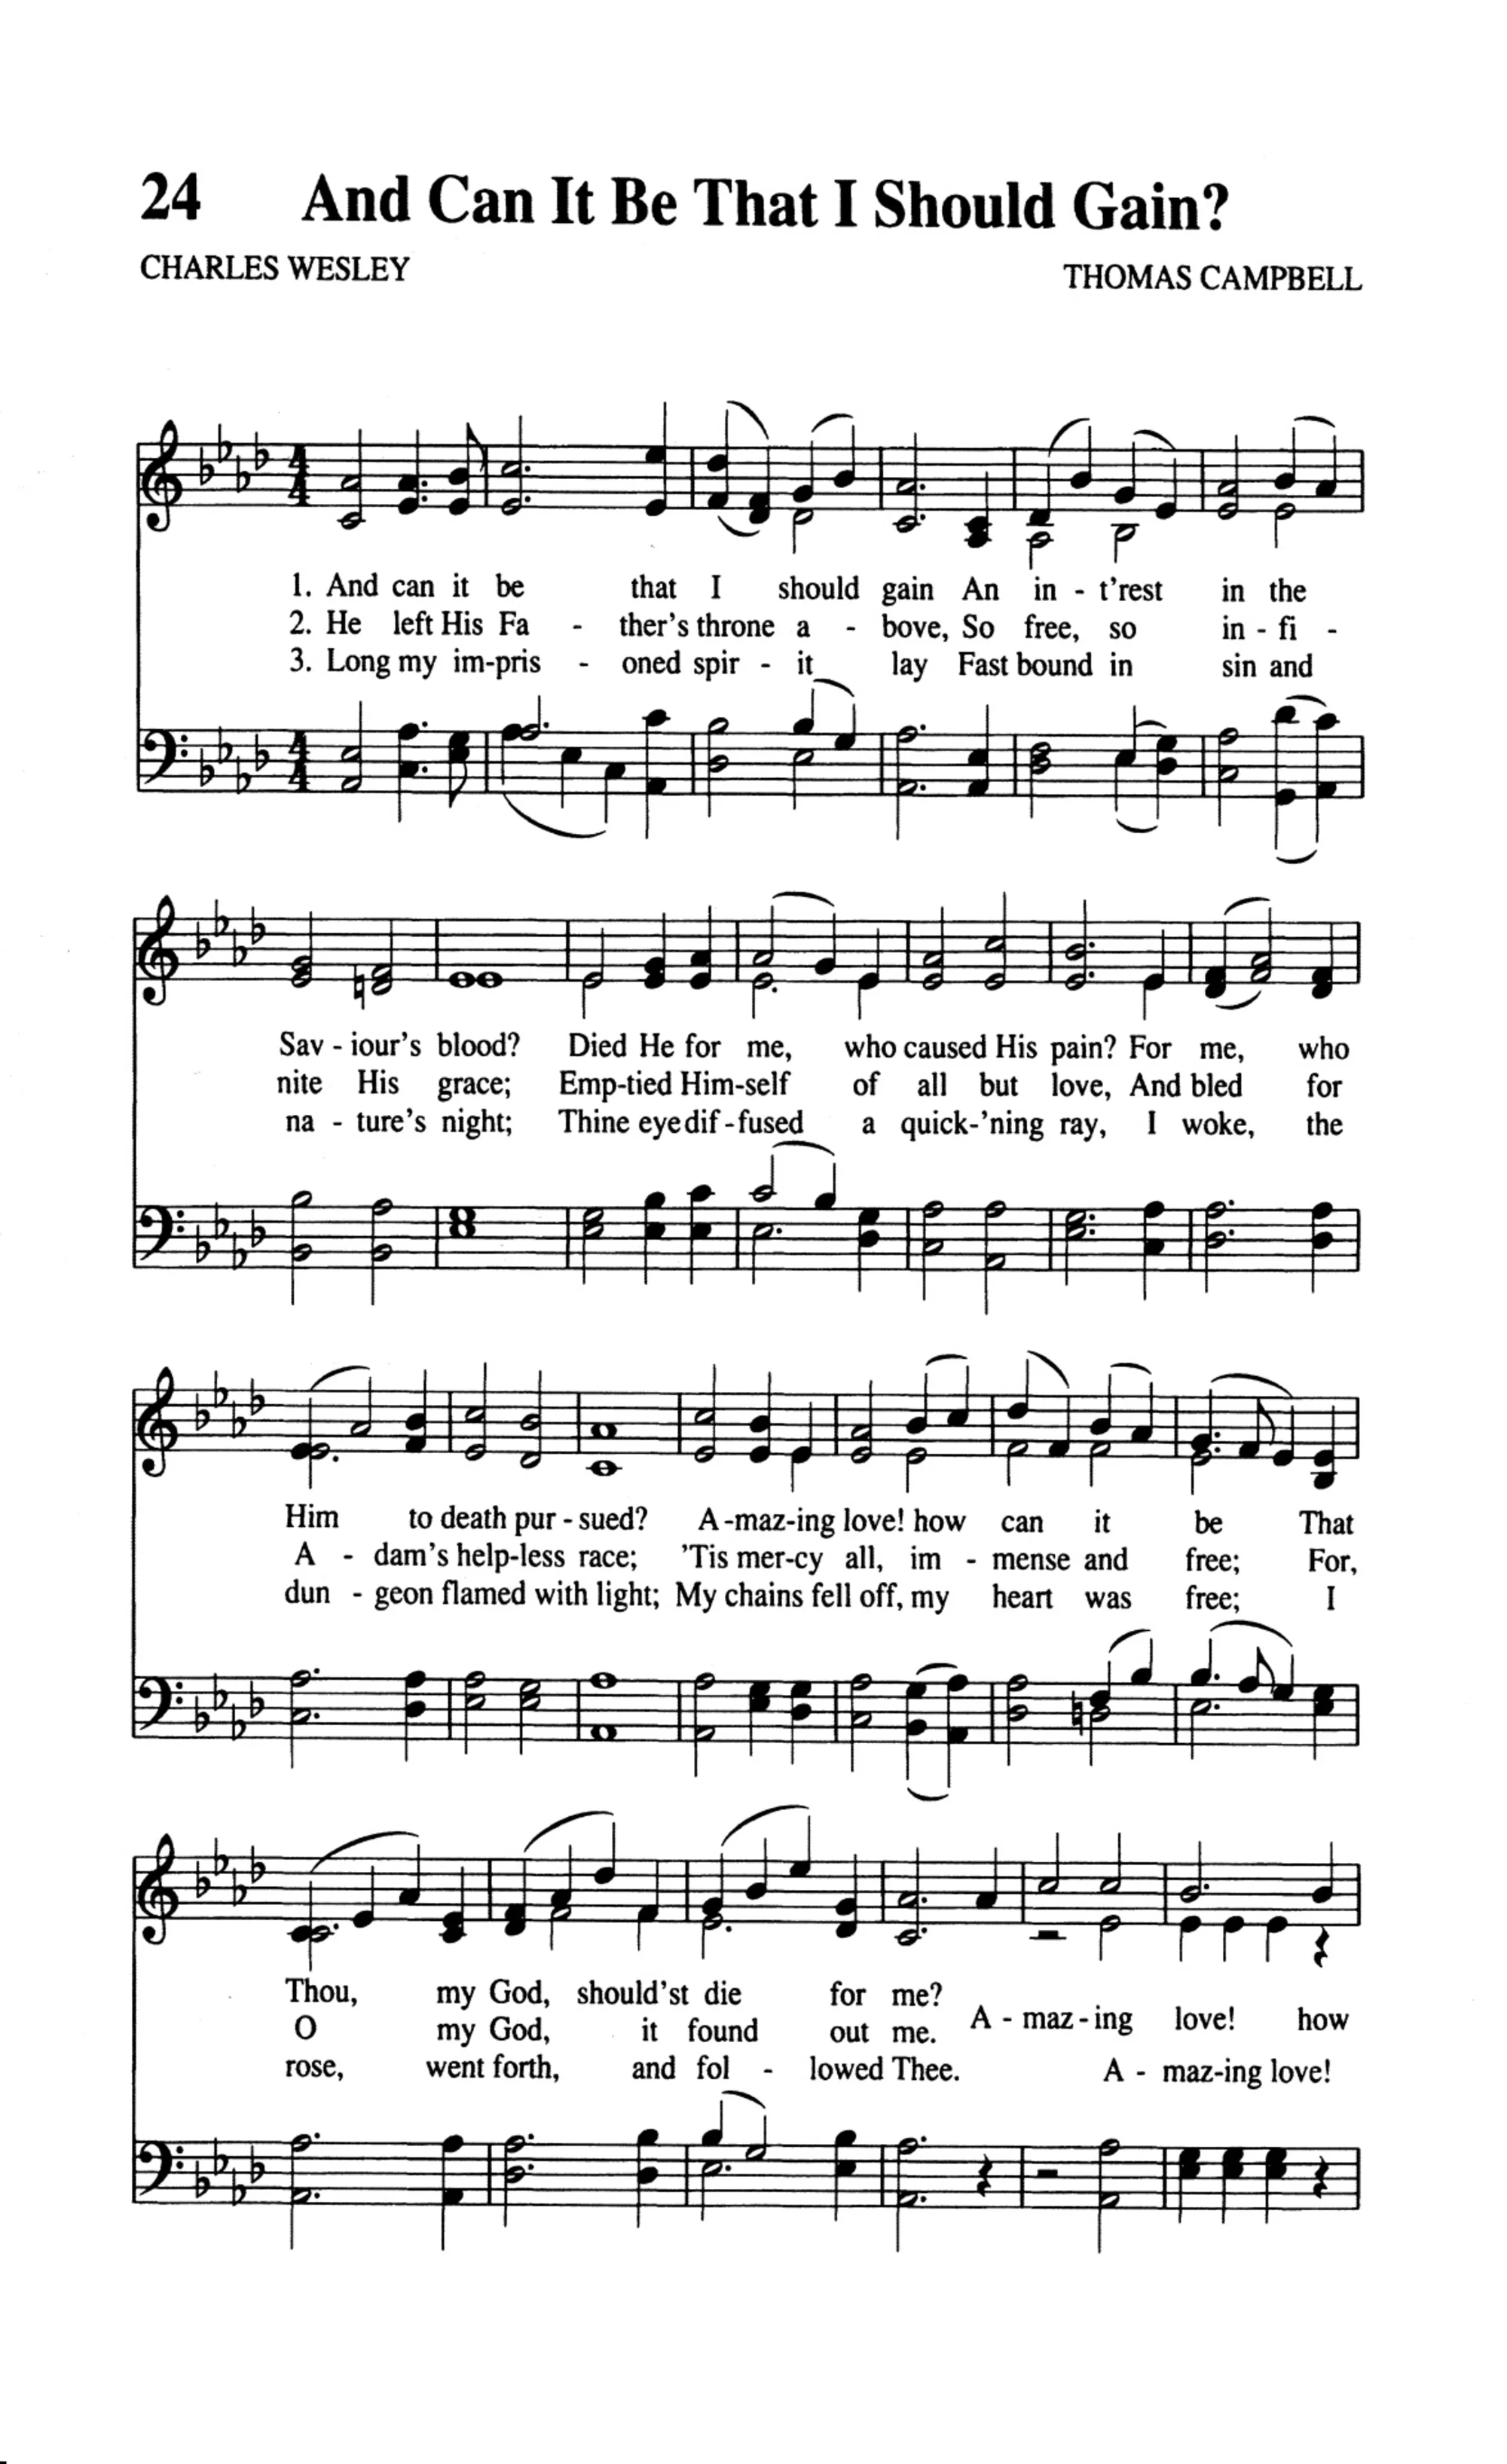 24 And Can It Be That I Should Gain?
CHARLES WESLEY THOMAS CAMPBELL
1. And can it be that I should gain An in - t'rest in the
2. He left His Fa - ther's throne a - bove, So free, so in - fi -
3. Long my im-pris - oned spir - it lay Fast bound in sin and
Sav - iour's blood? Died He for me, who caused His pain? For me, who
nite His grace; Emp-tied Him-self of all but love, And bled for
na - ture's night; Thine eye dif - fused a quick-'ning ray, I woke, the
Him to death pur - sued? A -maz-ing love! how can it be That
A - dam's help-less race; 'Tis mer-cy all, im - mense and free; For,
dun - geon flamed with light; My chains fell off, my heart was free; I
Thou, my God, should'st die for me?
O my God, it found out me. A - maz - ing love! how
rose, went forth, and fol - lowed Thee. A - maz-ing love!